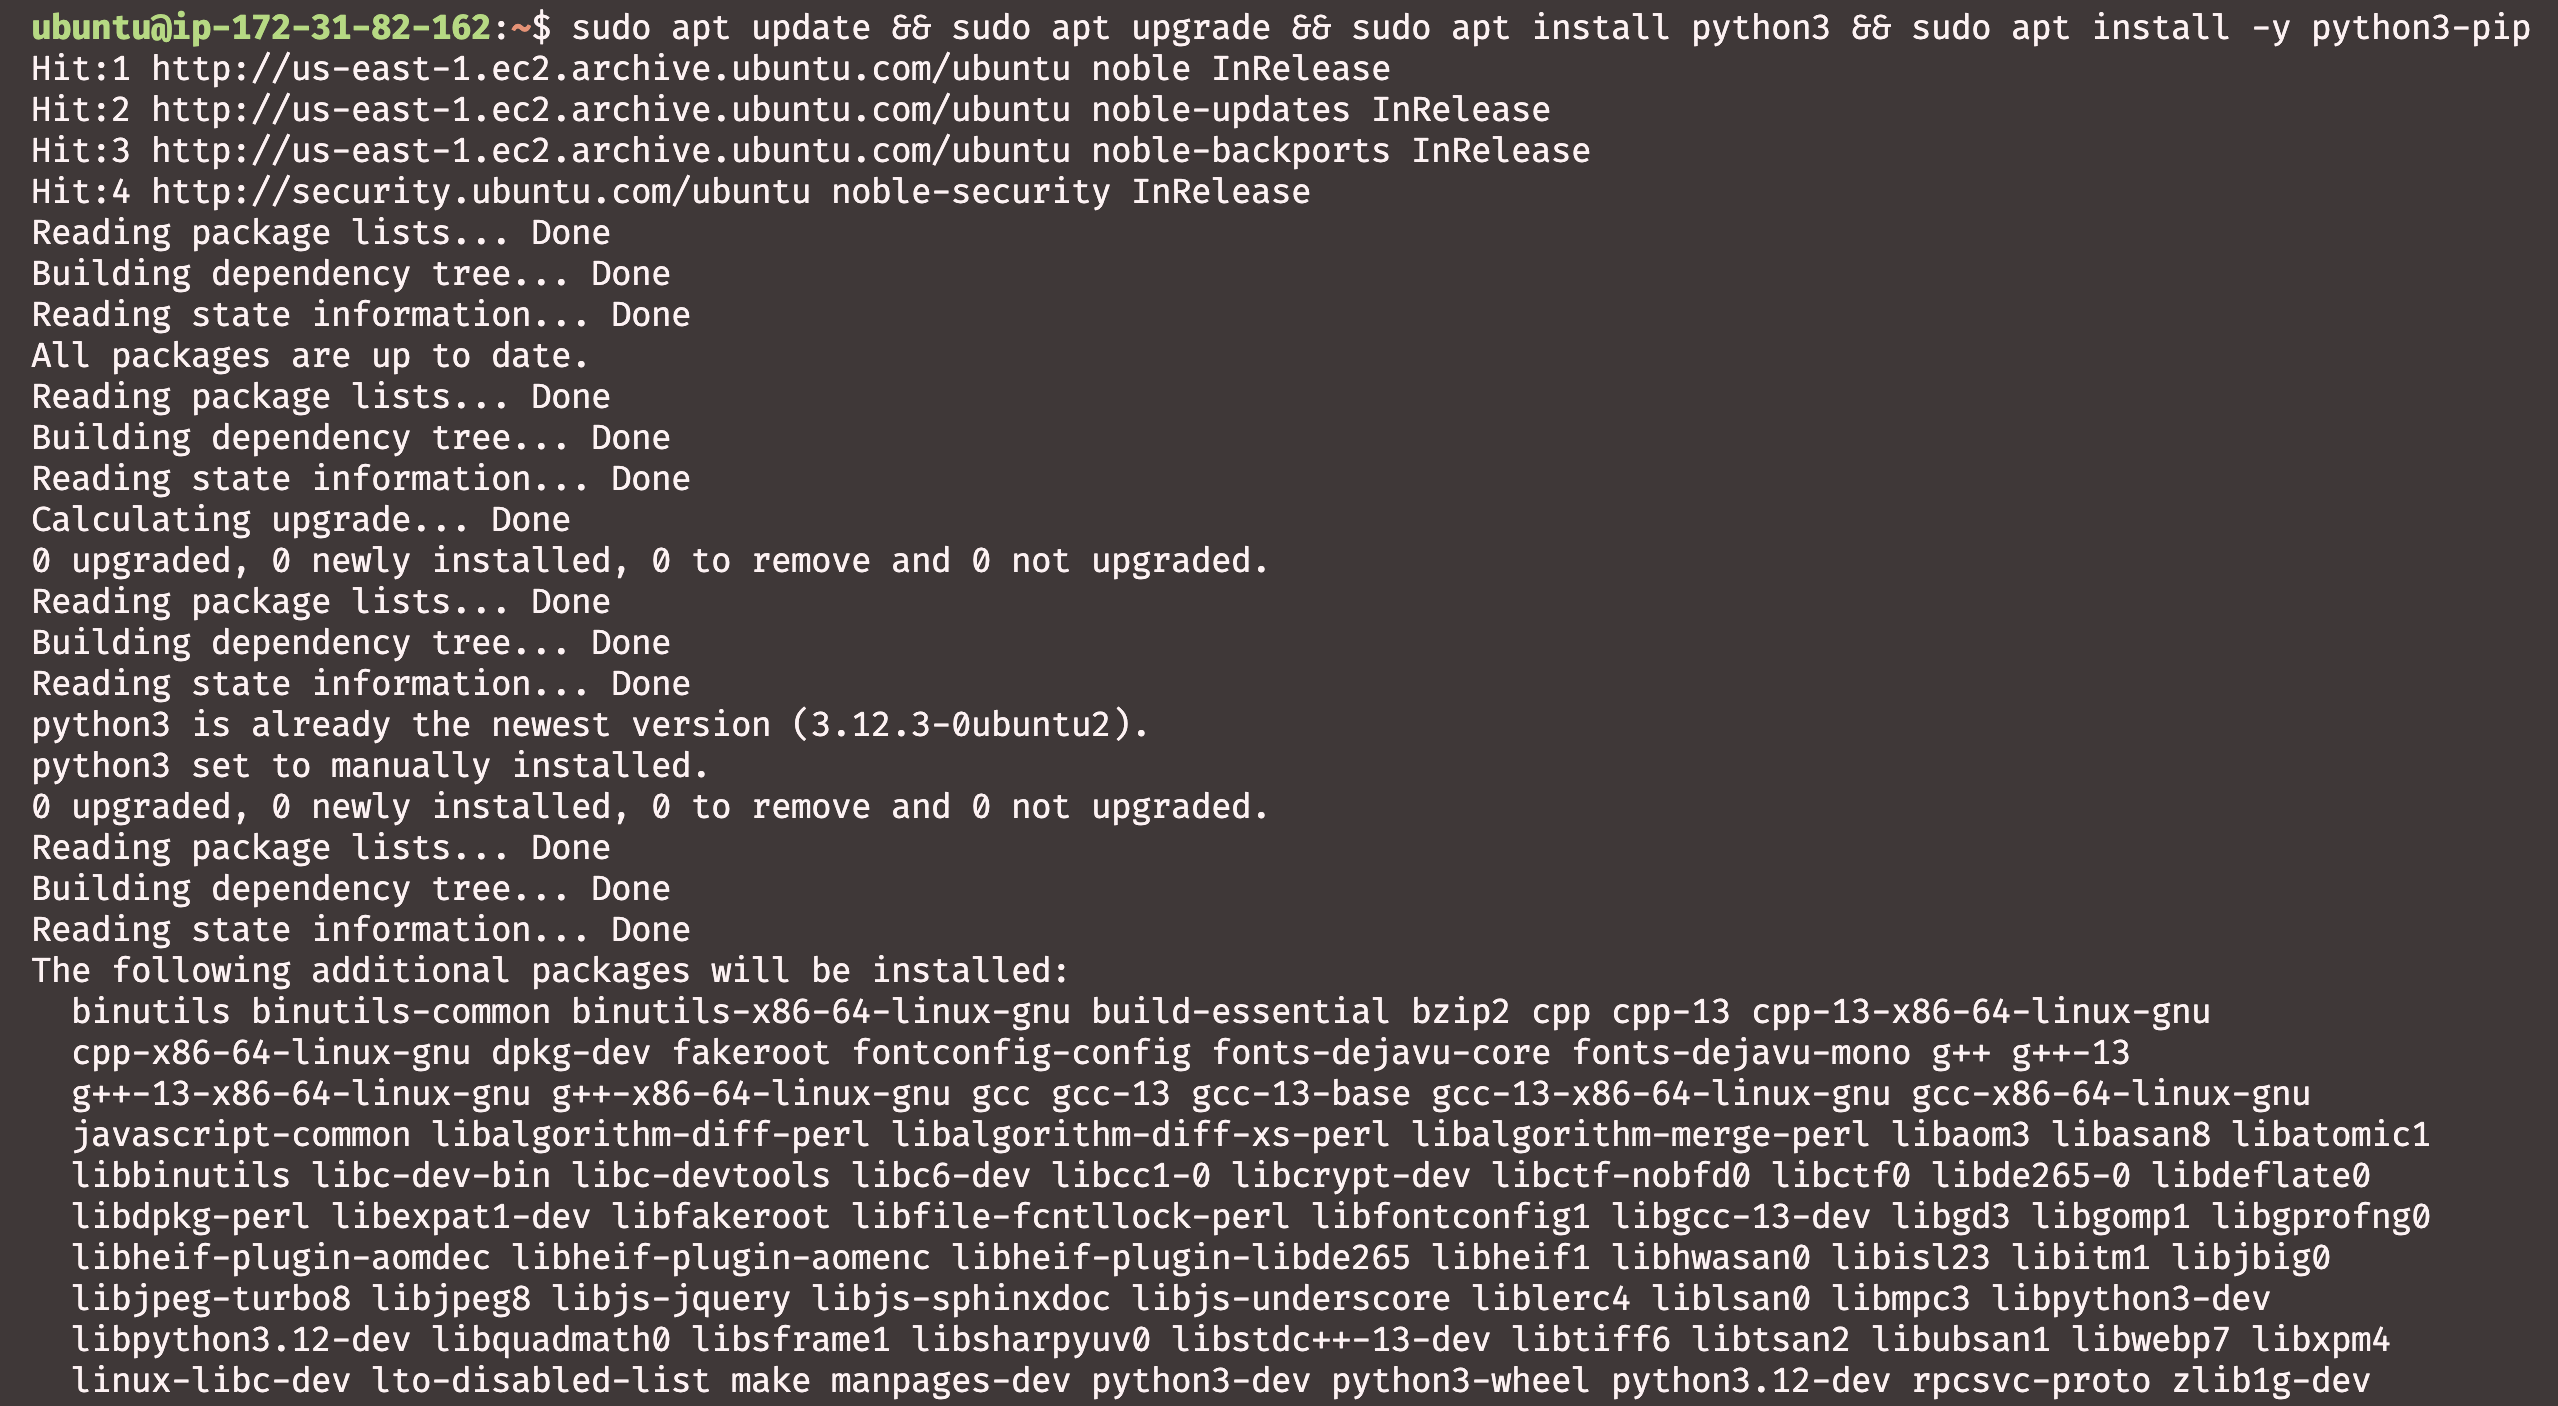 ubuntu@ip-172-31-82-162:~$ sudo apt update && sudo apt upgrade && sudo apt install python3 && sudo apt install -y python3-pip
Hit:1 http://us-east-1.ec2.archive.ubuntu.com/ubuntu noble InRelease
Hit:2 http://us-east-1.ec2.archive.ubuntu.com/ubuntu noble-updates InRelease
Hit:3 http://us-east-1.ec2.archive.ubuntu.com/ubuntu noble-backports InRelease
Hit:4 http://security.ubuntu.com/ubuntu noble-security InRelease
Reading package lists... Done
Building dependency tree... Done
Reading state information... Done
All packages are up to date.
Reading package lists... Done
Building dependency tree... Done
Reading state information... Done
Calculating upgrade... Done
0 upgraded, 0 newly installed, 0 to remove and 0 not upgraded.
Reading package lists... Done
Building dependency tree... Done
Reading state information... Done
python3 is already the newest version (3.12.3-0ubuntu2).
python3 set to manually installed.
0 upgraded, 0 newly installed, 0 to remove and 0 not upgraded.
Reading package lists... Done
Building dependency tree... Done
Reading state information... Done
The following additional packages will be installed:
  binutils binutils-common binutils-x86-64-linux-gnu build-essential bzip2 cpp cpp-13 cpp-13-x86-64-linux-gnu
  cpp-x86-64-linux-gnu dpkg-dev fakeroot fontconfig-config fonts-dejavu-core fonts-dejavu-mono g++ g++-13
  g++-13-x86-64-linux-gnu g++-x86-64-linux-gnu gcc gcc-13 gcc-13-base gcc-13-x86-64-linux-gnu gcc-x86-64-linux-gnu
  javascript-common libalgorithm-diff-perl libalgorithm-diff-xs-perl libalgorithm-merge-perl libaom3 libasan8 libatomic1
  libbinutils libc-dev-bin libc-devtools libc6-dev libcc1-0 libcrypt-dev libctf-nobfd0 libctf0 libde265-0 libdeflate0
  libdpkg-perl libexpat1-dev libfakeroot libfile-fcntllock-perl libfontconfig1 libgcc-13-dev libgd3 libgomp1 libgprofng0
  libheif-plugin-aomdec libheif-plugin-aomenc libheif-plugin-libde265 libheif1 libhwasan0 libisl23 libitm1 libjbig0
  libjpeg-turbo8 libjpeg8 libjs-jquery libjs-sphinxdoc libjs-underscore liblerc4 liblsan0 libmpc3 libpython3-dev
  libpython3.12-dev libquadmath0 libsframe1 libsharpyuv0 libstdc++-13-dev libtiff6 libtsan2 libubsan1 libwebp7 libxpm4
  linux-libc-dev lto-disabled-list make manpages-dev python3-dev python3-wheel python3.12-dev rpcsvc-proto zlib1g-dev